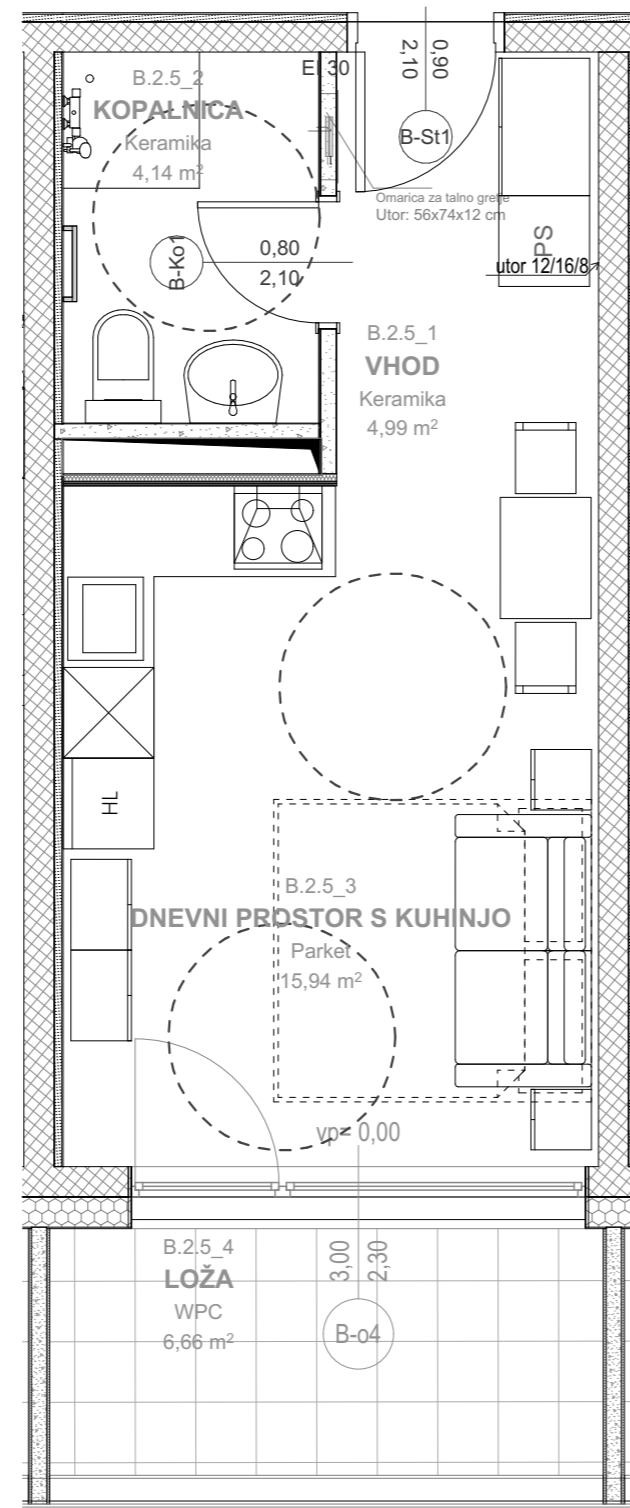 B.2.5_2
KOPALNICA
Keramika
4,14 m²
EI 30
0,90
2,10
B-St1
Omarica za talno gretje
Utor: 56x74x12 cm
PS
utor 12/16/8
B-Ko1
0,80
2,10
B.2.5_1
VHOD
Keramika
4,99 m²
HL
B.2.5_3
DNEVNI PROSTOR S KUHINJO
Parket
15,94 m²
vp= 0,00
B.2.5_4
LOŽA
WPC
6,66 m²
3,00
2,30
B-o4